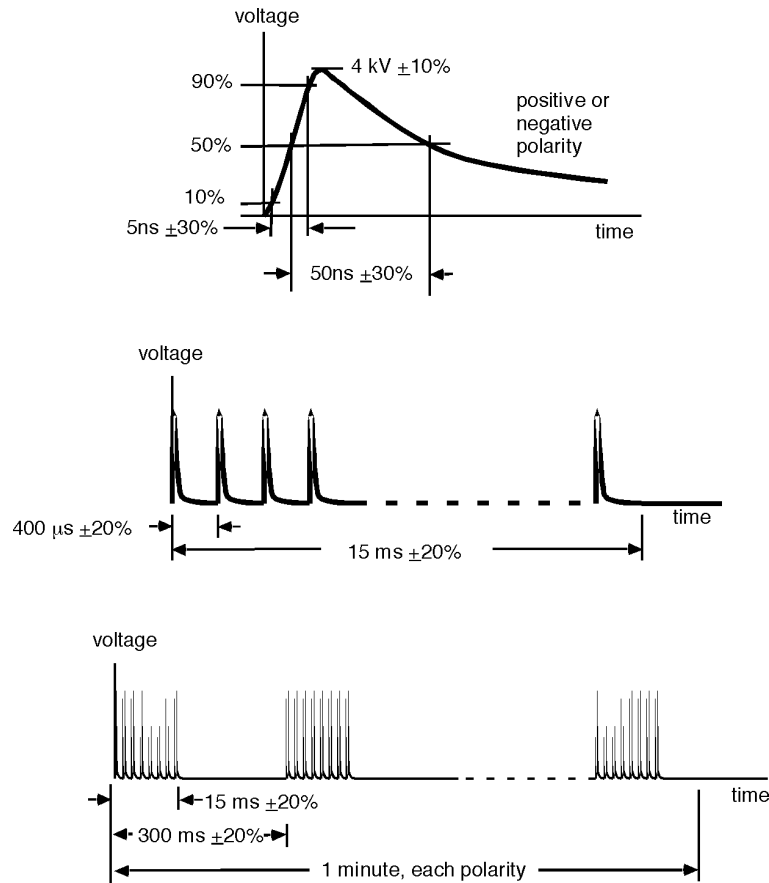 voltage
4 kV ±10%
90%
positive or
negative
polarity
50%
10%
5ns ±30%
time
50ns ±30%
voltage
400 μs ±20%
time
15 ms ±20%
voltage
15 ms ±20%
time
300 ms ±20%
1 minute, each polarity